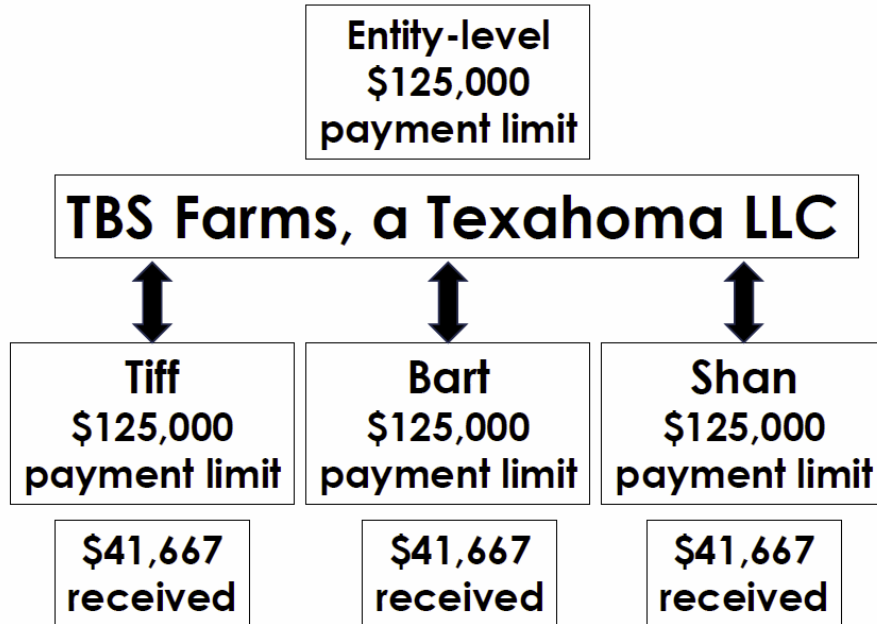 Entity-level
$125,000
payment limit
TBS Farms, a Texahoma LLC
Tiff
$125,000
payment limit
Bart
$125,000
payment limit
Shan
$125,000
payment limit
$41,667
received
$41,667
received
$41,667
received